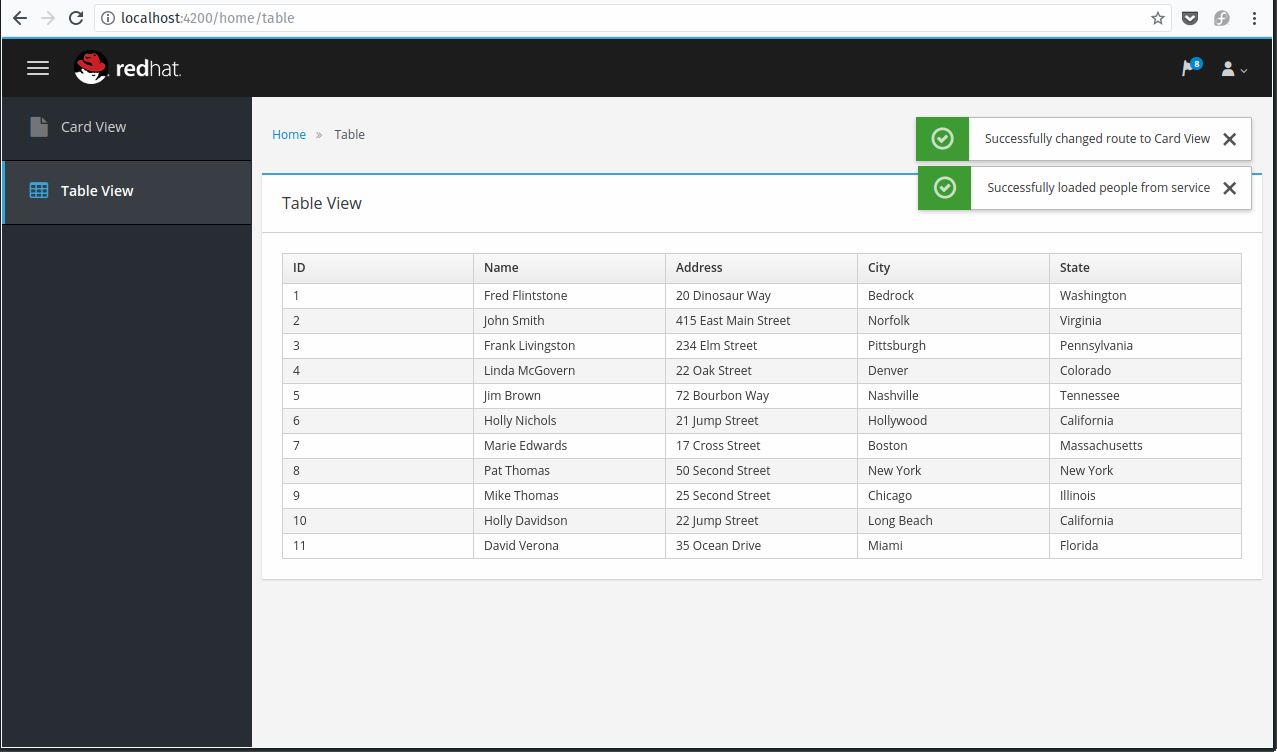 localhost:4200/home/table
redhat.
8
Card View
Table View
Home » Table
Successfully changed route to Card View
Successfully loaded people from service
Table View
ID Name Address City State
1 Fred Flintstone 20 Dinosaur Way Bedrock Washington
2 John Smith 415 East Main Street Norfolk Virginia
3 Frank Livingston 234 Elm Street Pittsburgh Pennsylvania
4 Linda McGovern 22 Oak Street Denver Colorado
5 Jim Brown 72 Bourbon Way Nashville Tennessee
6 Holly Nichols 21 Jump Street Hollywood California
7 Marie Edwards 17 Cross Street Boston Massachusetts
8 Pat Thomas 50 Second Street New York New York
9 Mike Thomas 25 Second Street Chicago Illinois
10 Holly Davidson 22 Jump Street Long Beach California
11 David Verona 35 Ocean Drive Miami Florida